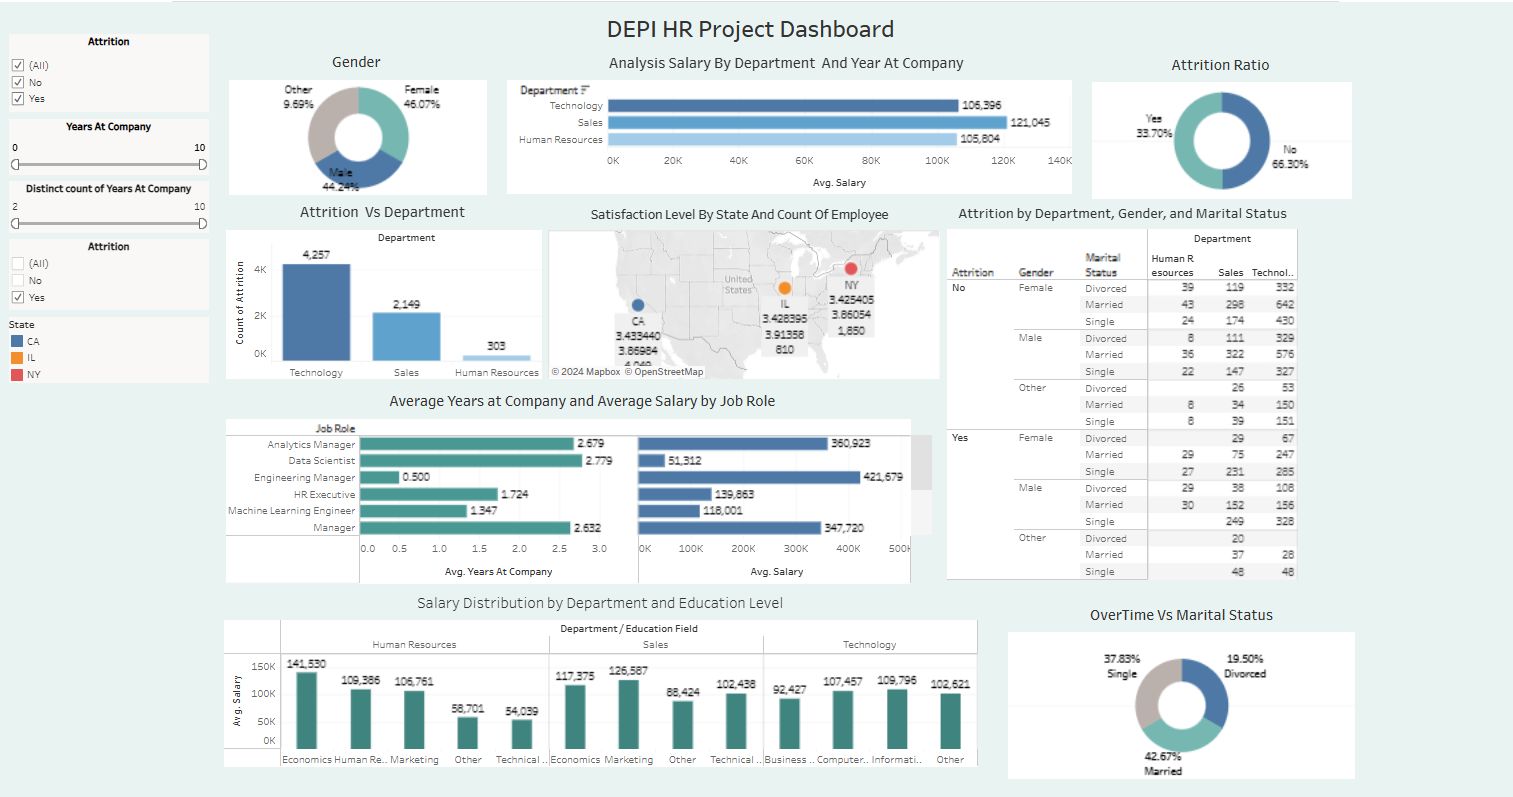 DEPI HR Project Dashboard
Attrition
(All)
No
Yes
Years At Company
0 10
Distinct count of Years At Company
2 10
Attrition
(All)
No
Yes
State
CA
IL
NY
Gender
Other
9.69%
Female
46.07%
Male
44.24%
Analysis Salary By Department And Year At Company
Department
Technology 106,396
Sales 121,045
Human Resources 105,804
0K 20K 40K 60K 80K 100K 120K 140K
Avg. Salary
Attrition Ratio
Yes
33.70%
No
66.30%
Attrition Vs Department
Department
Count of Attrition
4K
2K
0K
4,257
2,149
303
Technology Sales Human Resources
Satisfaction Level By State And Count Of Employee
United
States
CA
3.433440
3.86984
IL
3.428395
3.91358
810
NY
3.425405
3.86054
1,850
© 2024 Mapbox © OpenStreetMap
Attrition by Department, Gender, and Marital Status
Department
Attrition Gender Marital Status Human Resources Sales Technol..
No Female Divorced 39 119 332
Married 43 298 642
Single 24 174 430
Male Divorced 8 111 329
Married 36 322 576
Single 22 147 327
Other Divorced 26 53
Married 8 34 150
Single 8 39 151
Yes Female Divorced 29 67
Married 29 75 247
Single 27 231 285
Male Divorced 29 38 108
Married 30 152 156
Single 249 328
Other Divorced 20
Married 37 28
Single 48 48
Average Years at Company and Average Salary by Job Role
Job Role
Analytics Manager 2.679 360,923
Data Scientist 2.779 51,312
Engineering Manager 0.500 421,679
HR Executive 1.724 139,863
Machine Learning Engineer 1.347 118,001
Manager 2.632 347,720
0.0 0.5 1.0 1.5 2.0 2.5 3.0 0K 100K 200K 300K 400K 500K
Avg. Years At Company Avg. Salary
Salary Distribution by Department and Education Level
Department / Education Field
Human Resources Sales Technology
Avg. Salary
150K
100K
50K
0K
141,530 109,386 106,761 58,701 54,039 117,375 126,587 88,424 102,438 92,427 107,457 109,796 102,621
Economics Human Re.. Marketing Other Technical .. Economics Marketing Other Technical .. Business .. Computer.. Informati.. Other
OverTime Vs Marital Status
37.83%
Single
19.50%
Divorced
42.67%
Married